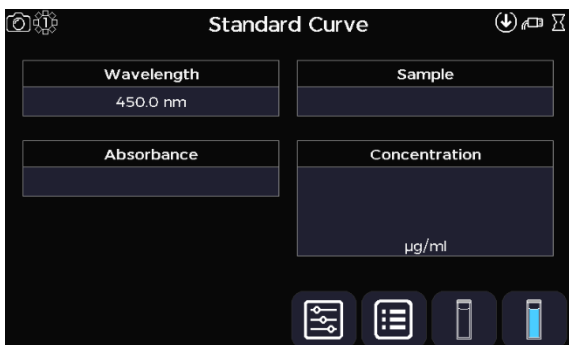 Standard Curve
Wavelength
450.0 nm
Sample
Absorbance
Concentration
µg/ml